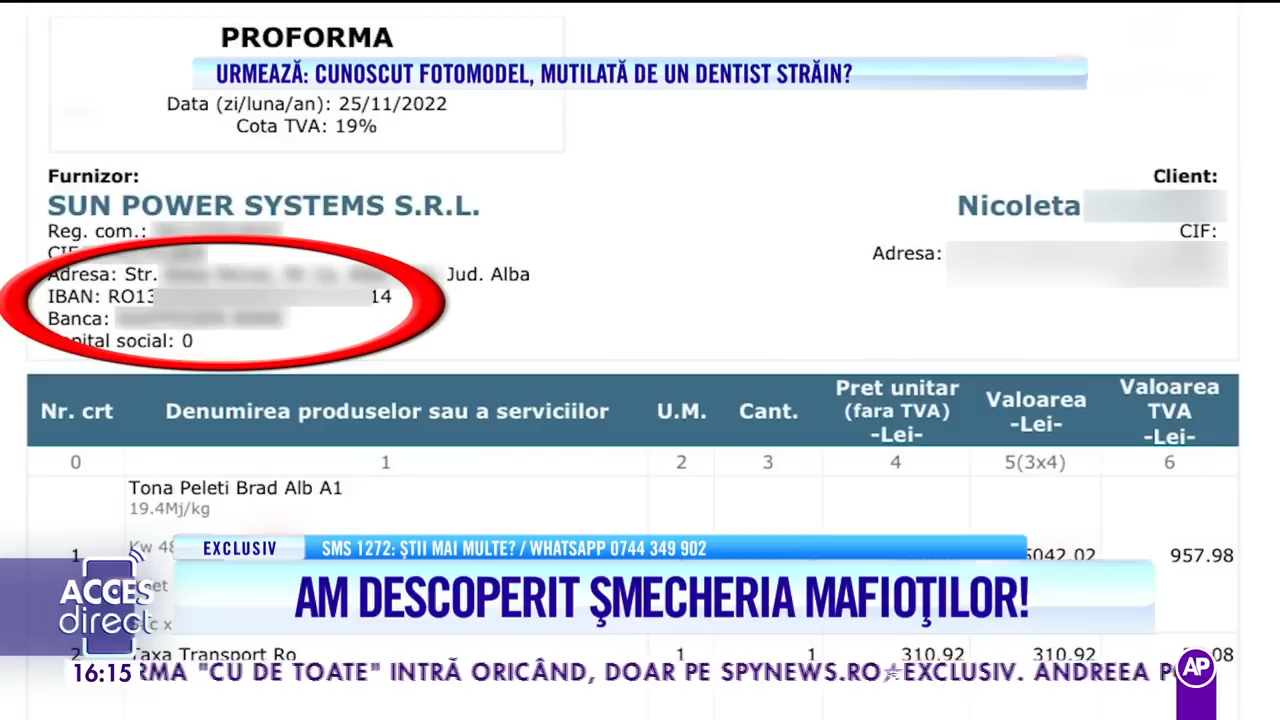 PROFORMA
URMEAZĂ: CUNOSCUT FOTOMODEL, MUTILATĂ DE UN DENTIST STRĂIN?
Data (zi/luna/an): 25/11/2022
Cota TVA: 19%
Furnizor:
Client:
SUN POWER SYSTEMS S.R.L.
Nicoleta
Reg. com.:
CIF:
Adresa:
Adresa: Str. Jud. Alba
IBAN: RO13 14
Banca:
social: 0
Nr. crt Denumirea produselor sau a serviciilor U.M. Cant. Pret unitar (fara TVA) -Lei- Valoarea -Lei- Valoarea TVA -Lei-
0 1 2 3 4 5(3x4) 6
Tona Peleti Brad Alb A1
19.4Mj/kg
1 Kw 48 5042.02 957.98
EXCLUSIV SMS 1272: ŞTII MAI MULTE? / WHATSAPP 0744 349 902
AM DESCOPERIT ŞMECHERIA MAFIOŢILOR!
ACCES
direct
2 Taxa Transport Ro 1 1 310.92 310.92 08
16:15 RMA "CU DE TOATE" INTRĂ ORICÂND, DOAR PE SPYNEWS.RO EXCLUSIV. ANDREEA
AP